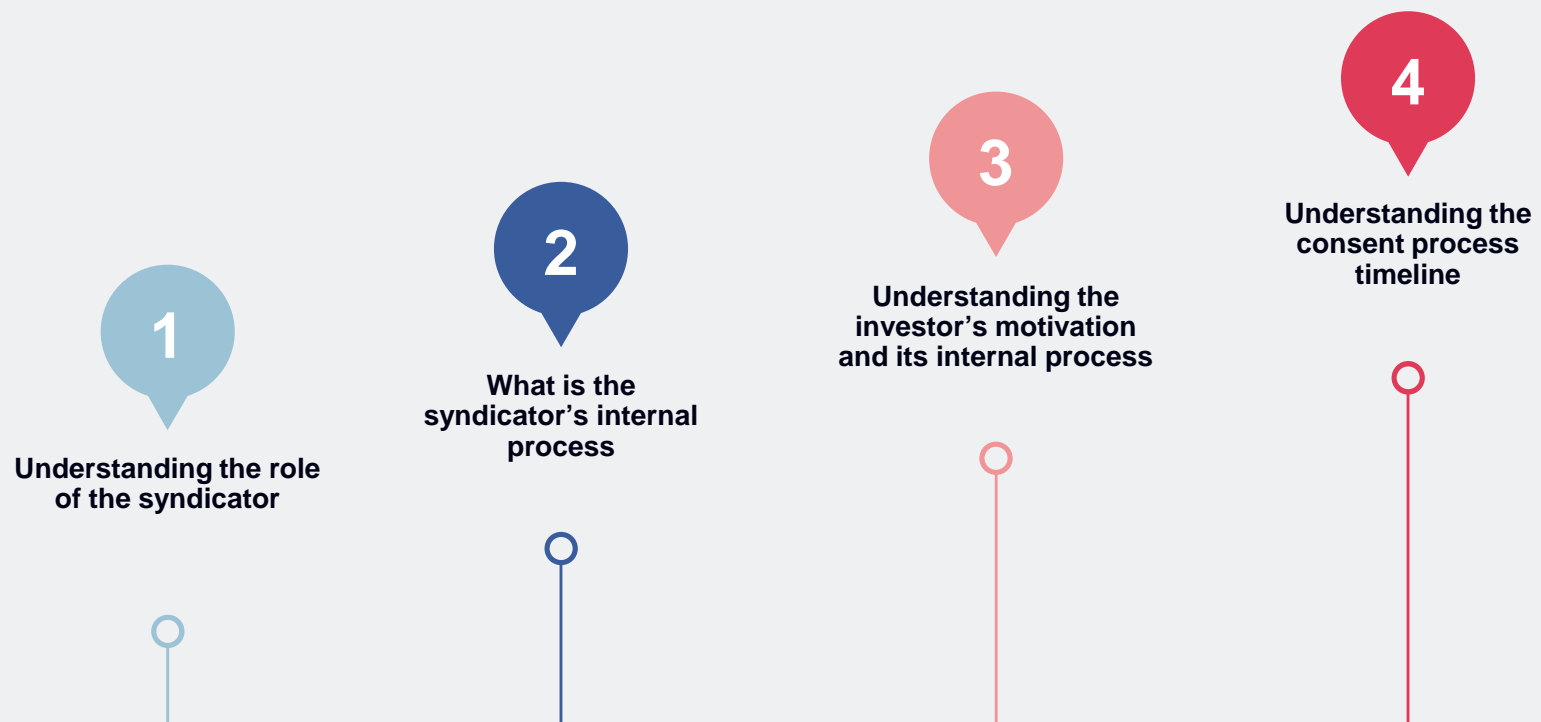 1
Understanding the role
of the syndicator
2
What is the
syndicator’s internal
process
3
Understanding the
investor’s motivation
and its internal process
4
Understanding the
consent process
timeline